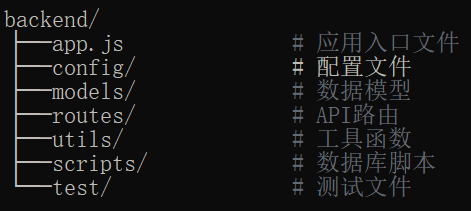 backend/
├──app.js # 应用入口文件
├──config/ # 配置文件
├──models/ # 数据模型
├──routes/ # API路由
├──utils/ # 工具函数
├──scripts/ # 数据库脚本
└──test/ # 测试文件